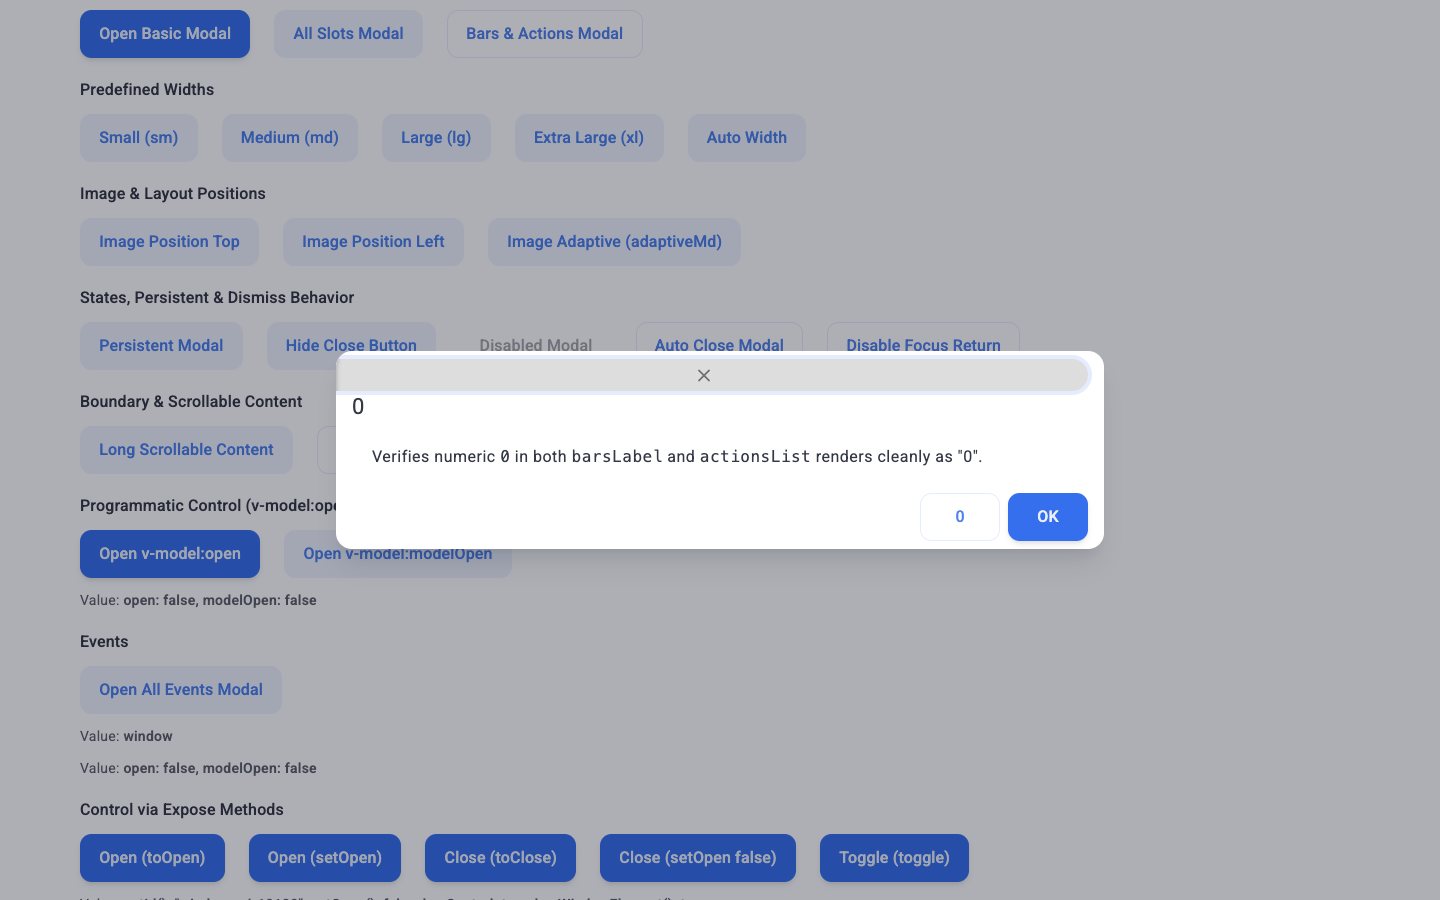 Open Basic Modal
All Slots Modal
Bars & Actions Modal
Predefined Widths
Small (sm)
Medium (md)
Large (lg)
Extra Large (xl)
Auto Width
Image & Layout Positions
Image Position Top
Image Position Left
Image Adaptive (adaptiveMd)
States, Persistent & Dismiss Behavior
Persistent Modal
Hide Close Button
Disabled Modal
Auto Close Modal
Disable Focus Return
0
Verifies numeric 0 in both barsLabel and actionsList renders cleanly as "0".
0
OK
Boundary & Scrollable Content
Long Scrollable Content
Programmatic Control (v-model:ope
Open v-model:open
Open v-model:modelOpen
Value: open: false, modelOpen: false
Events
Open All Events Modal
Value: window
Value: open: false, modelOpen: false
Control via Expose Methods
Open (toOpen)
Open (setOpen)
Close (toClose)
Close (setOpen false)
Toggle (toggle)